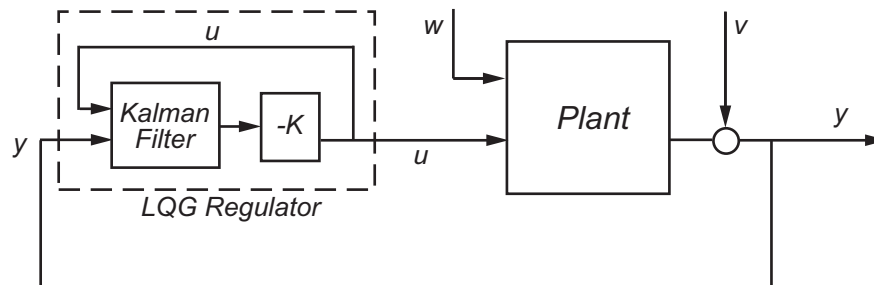 u
w
v
Kalman
Filter
-K
Plant
y
y
u
LQG Regulator